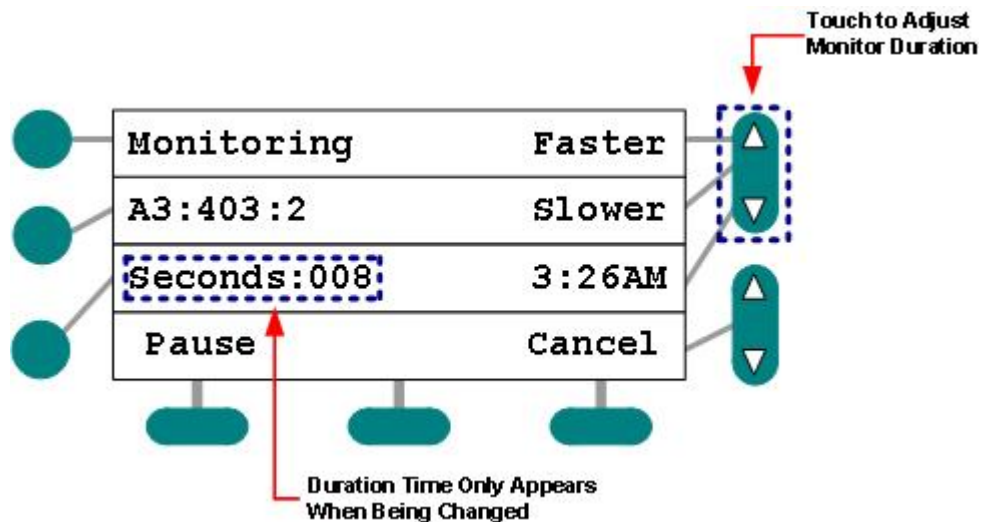 Touch to Adjust
Monitor Duration
Monitoring Faster
A3:403:2 Slower
Seconds:008 3:26AM
Pause Cancel
Duration Time Only Appears
When Being Changed